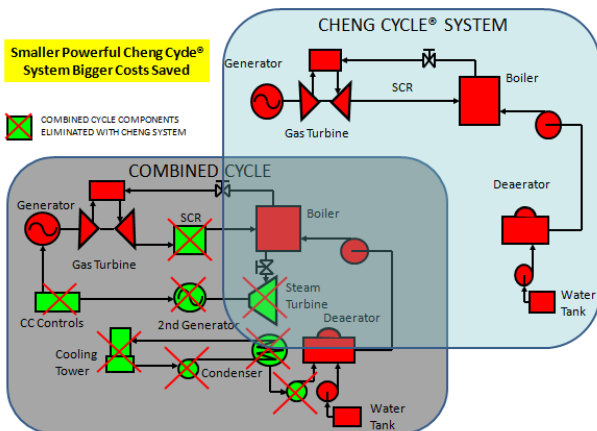 CHENG CYCLE® SYSTEM
Smaller Powerful Cheng Cycle®
System Bigger Costs Saved
Generator
SCR
Boiler
Gas Turbine
COMBINED CYCLE COMPONENTS
ELIMINATED WITH CHENG SYSTEM
COMBINED CYCLE
Deaerator
Generator
SCR
Boiler
Gas Turbine
Steam
Turbine
Water
Tank
CC Controls
2nd Generator
Deaerator
Cooling
Tower
Condenser
Water
Tank